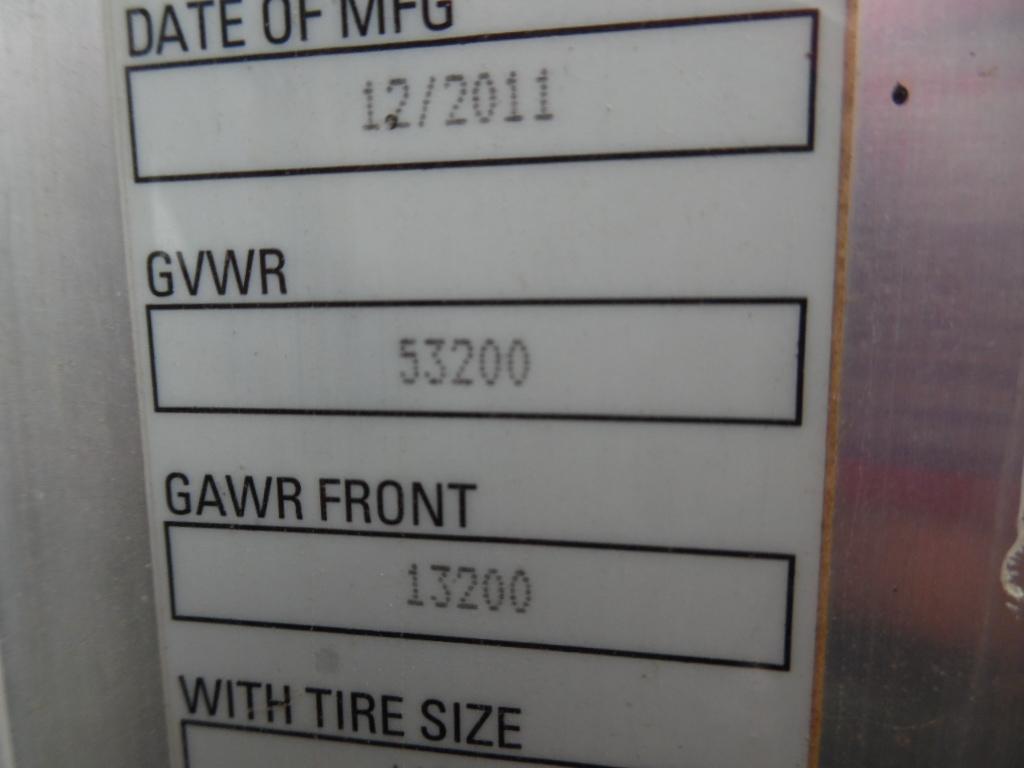 DATE OF MFG
12/2011
GVWR
53200
GAWR FRONT
13200
WITH TIRE SIZE